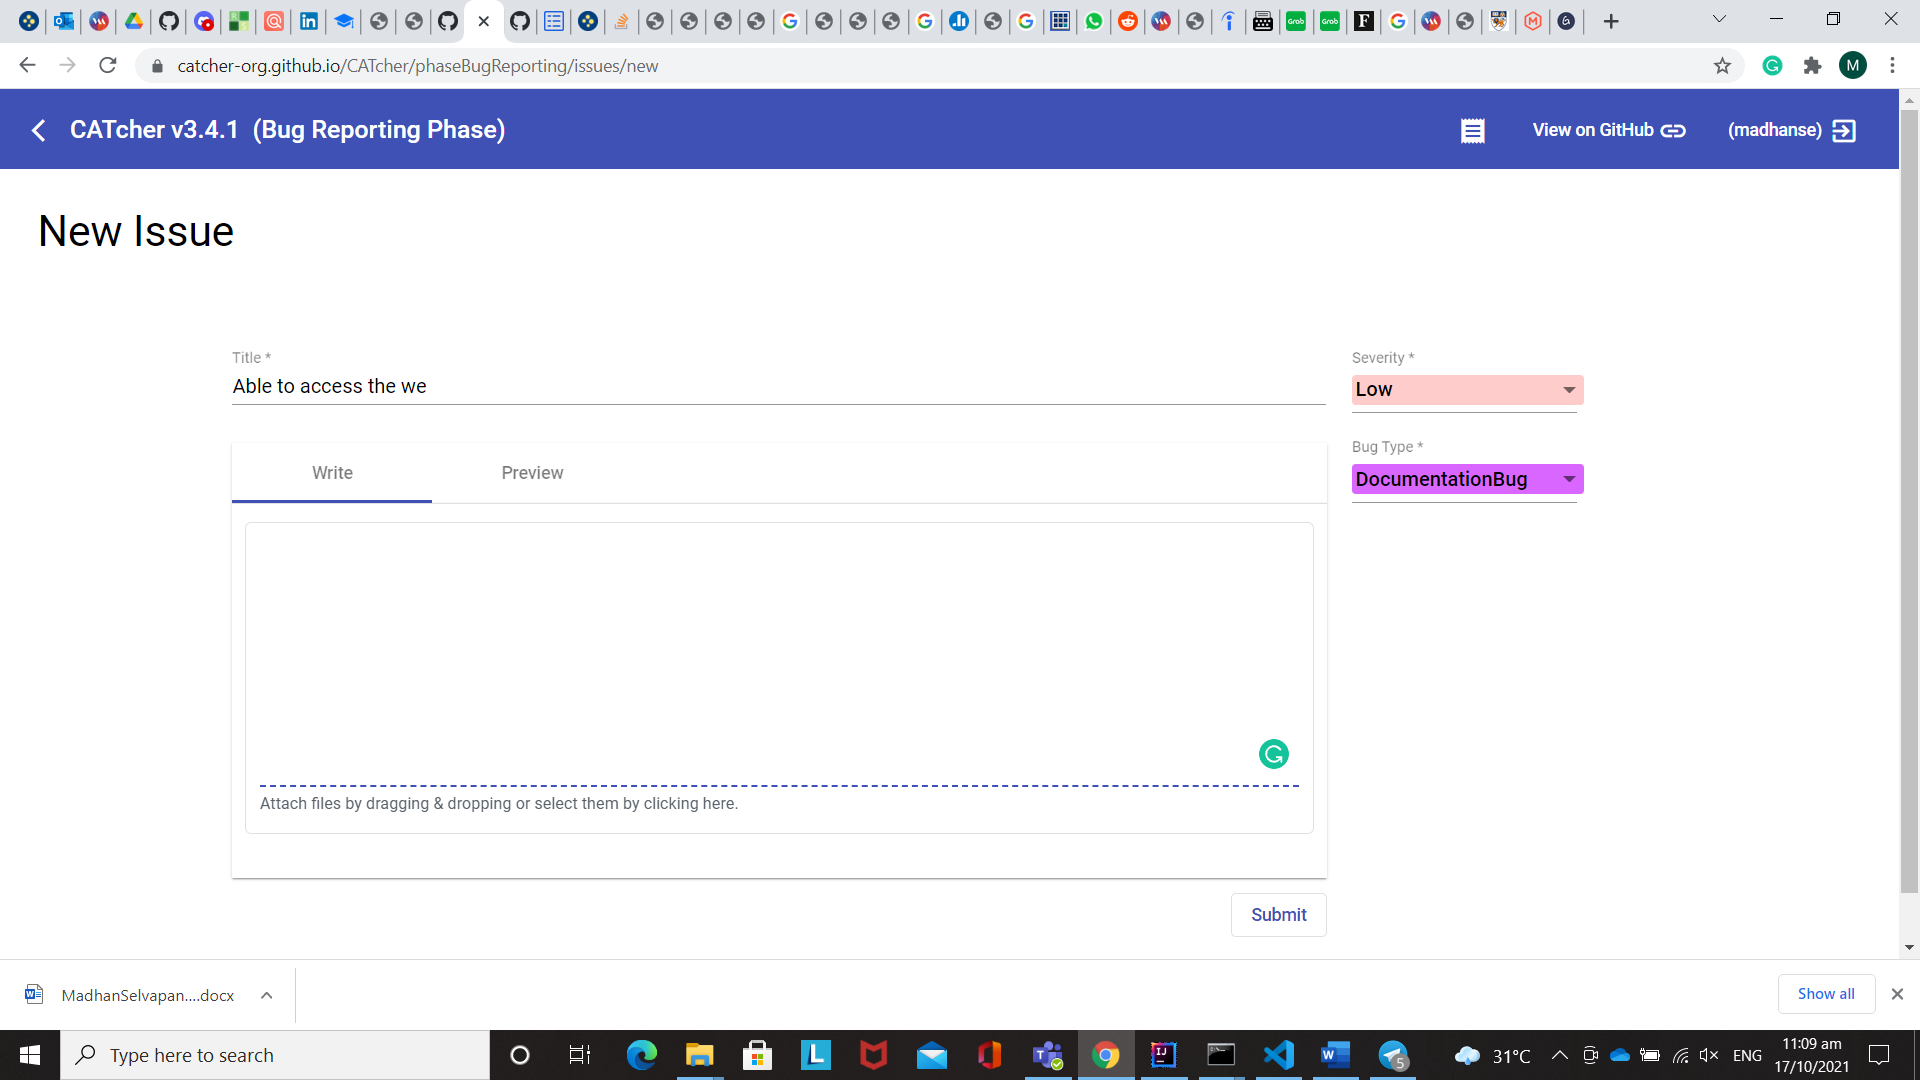 catcher-org.github.io/CATcher/phaseBugReporting/issues/new
M
CATcher v3.4.1 (Bug Reporting Phase)
View on GitHub
(madhanse)
New Issue
Title *
Able to access the we
Severity *
Low
Bug Type *
DocumentationBug
Write
Preview
Attach files by dragging & dropping or select them by clicking here.
Submit
MadhanSelvapan....docx
Show all
Type here to search
5
31°C
ENG
11:09 am
17/10/2021